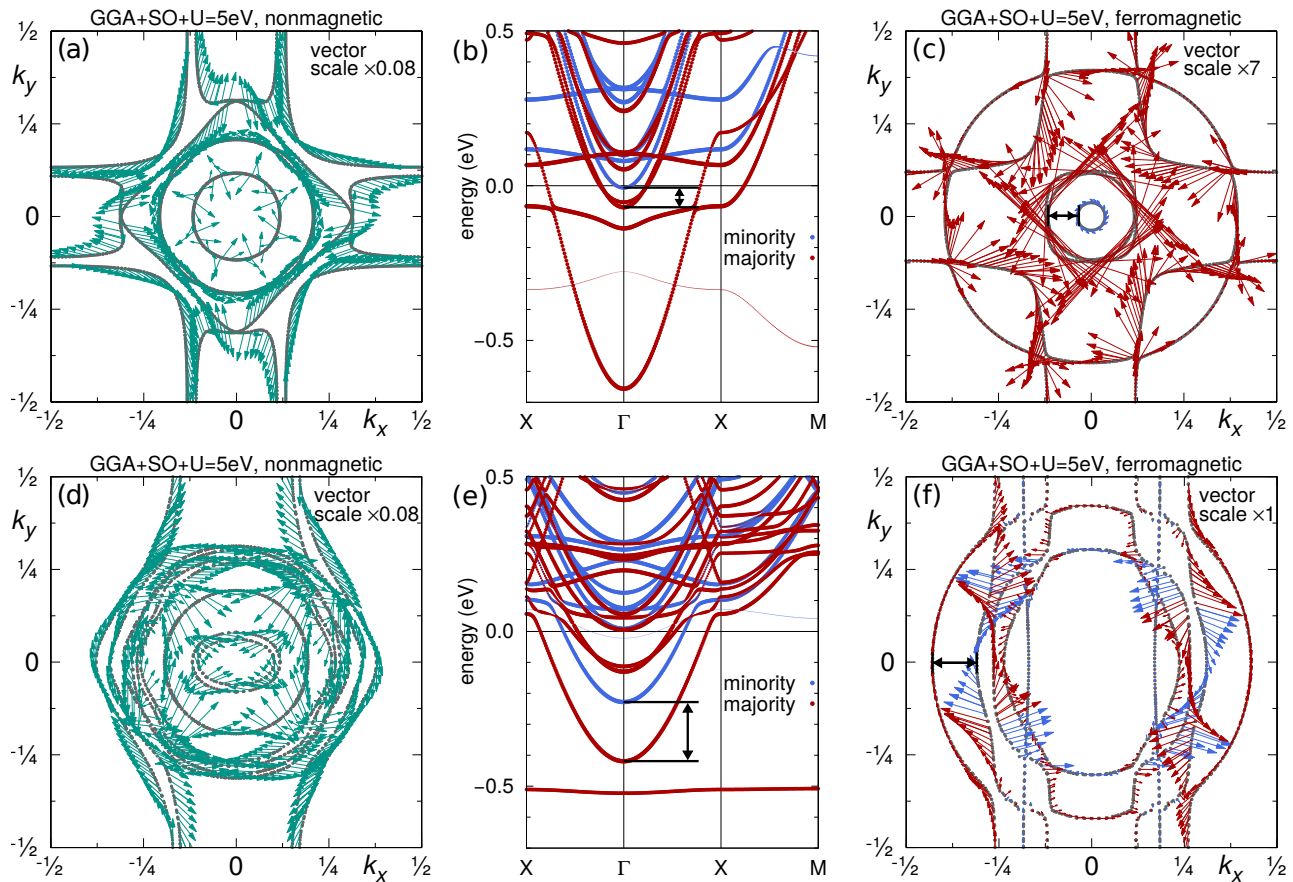 GGA+SO+U=5eV, nonmagnetic
(a)
vector
scale ×0.08
½
k_y
¼
0
-¼
-½
-½ -¼ 0 k_x ¼ ½
(b)
0.5
energy (eV)
0.0
−0.5
minority
majority
X Γ X M
GGA+SO+U=5eV, ferromagnetic
(c)
vector
scale ×7
½
k_y
¼
0
-¼
-½
-½ -¼ 0 k_x ¼ ½
GGA+SO+U=5eV, nonmagnetic
(d)
vector
scale ×0.08
½
k_y
¼
0
-¼
-½
-½ -¼ 0 k_x ¼ ½
(e)
0.5
energy (eV)
0.0
−0.5
minority
majority
X Γ X M
GGA+SO+U=5eV, ferromagnetic
(f)
vector
scale ×1
½
k_y
¼
0
-¼
-½
-½ -¼ 0 k_x ¼ ½